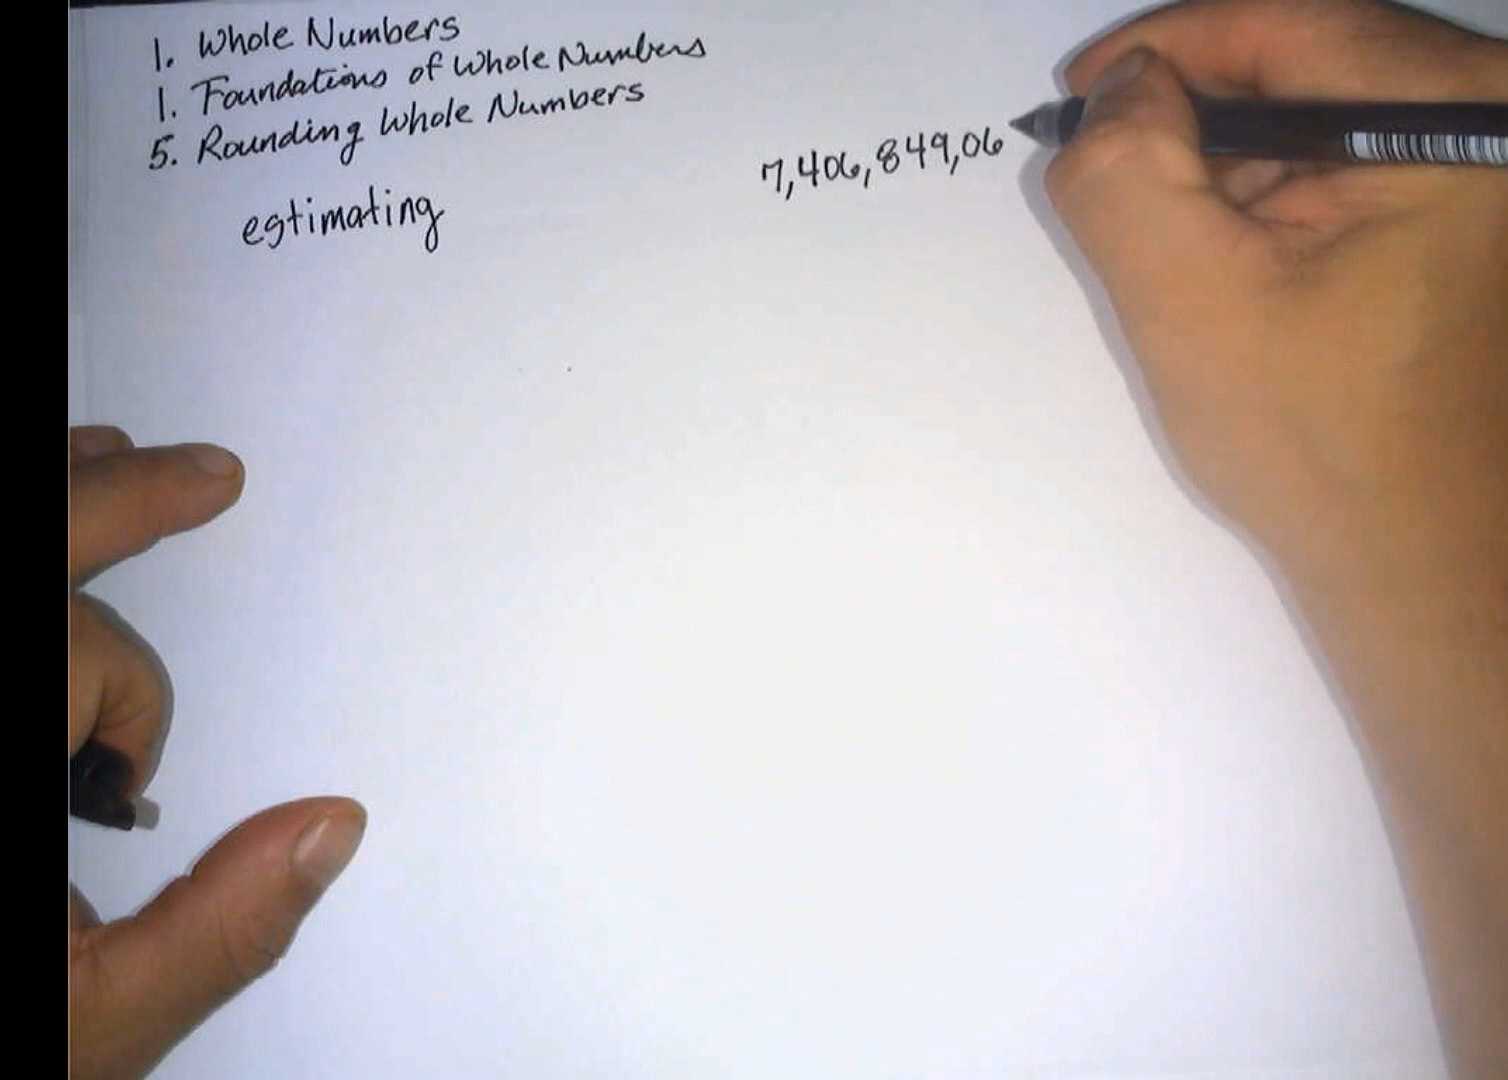 1. Whole Numbers
1. Foundations of Whole Numbers
5. Rounding Whole Numbers
estimating
7,406,849,06